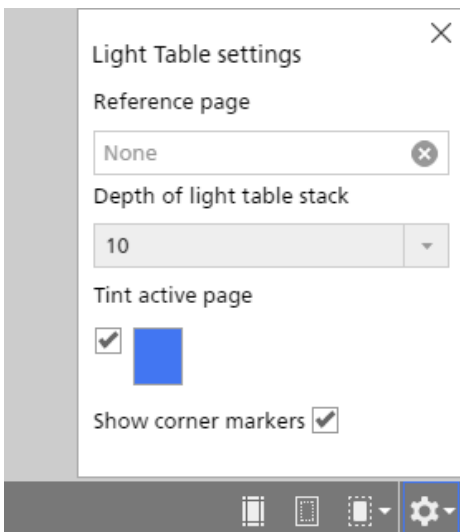 Light Table settings
Reference page
None
Depth of light table stack
10
Tint active page
Show corner markers